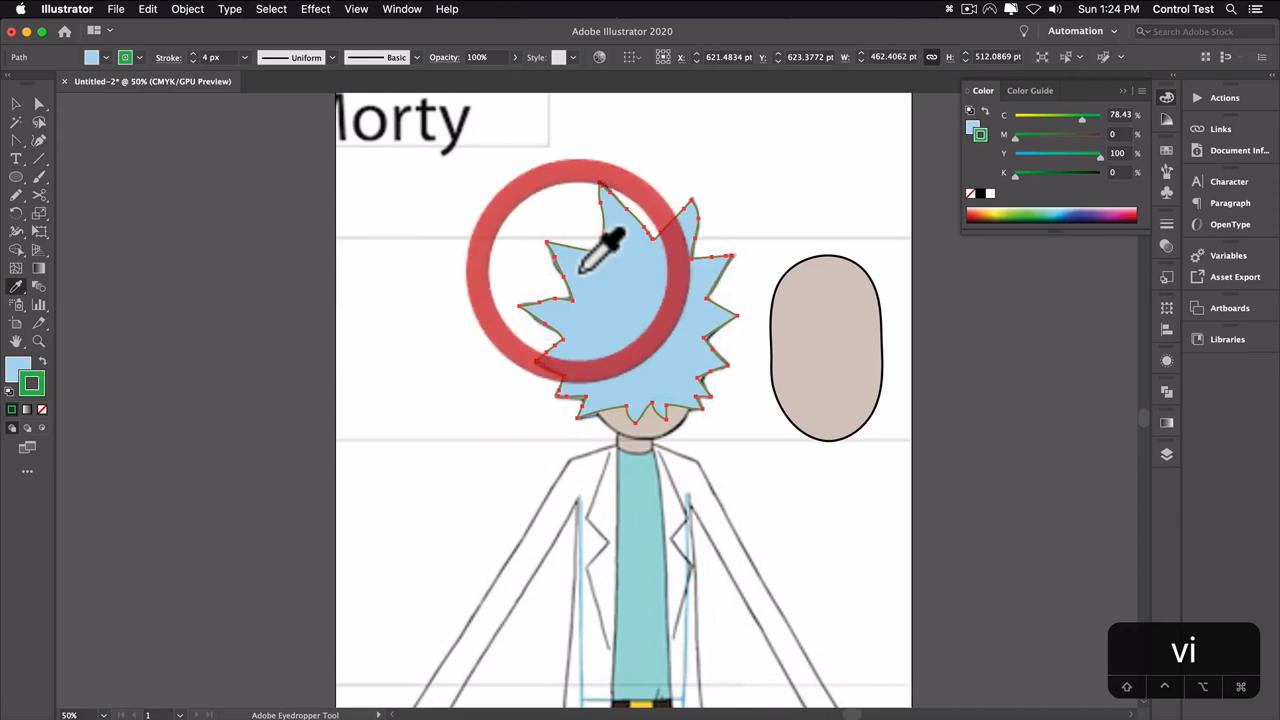 Illustrator File Edit Object Type Select Effect View Window Help Sun 1:24 PM Control Test
Adobe Illustrator 2020 Automation Search Adobe Stock
Path Stroke: 4 px Uniform Basic Opacity: 100% Style: X: 621.4834 pt Y: 623.3772 pt W: 462.4062 pt H: 512.0869 pt
Untitled-2* @ 50% (CMYK/GPU Preview)
Color Color Guide
C 78.43 %
M 0 %
Y 100 %
K 0 %
Actions
Links
Document Inf...
Character
Paragraph
OpenType
Asset Libraries
Asset Export
Artboards
Libraries
Morty
vi
50% 1 Adobe Eyedropper Tool